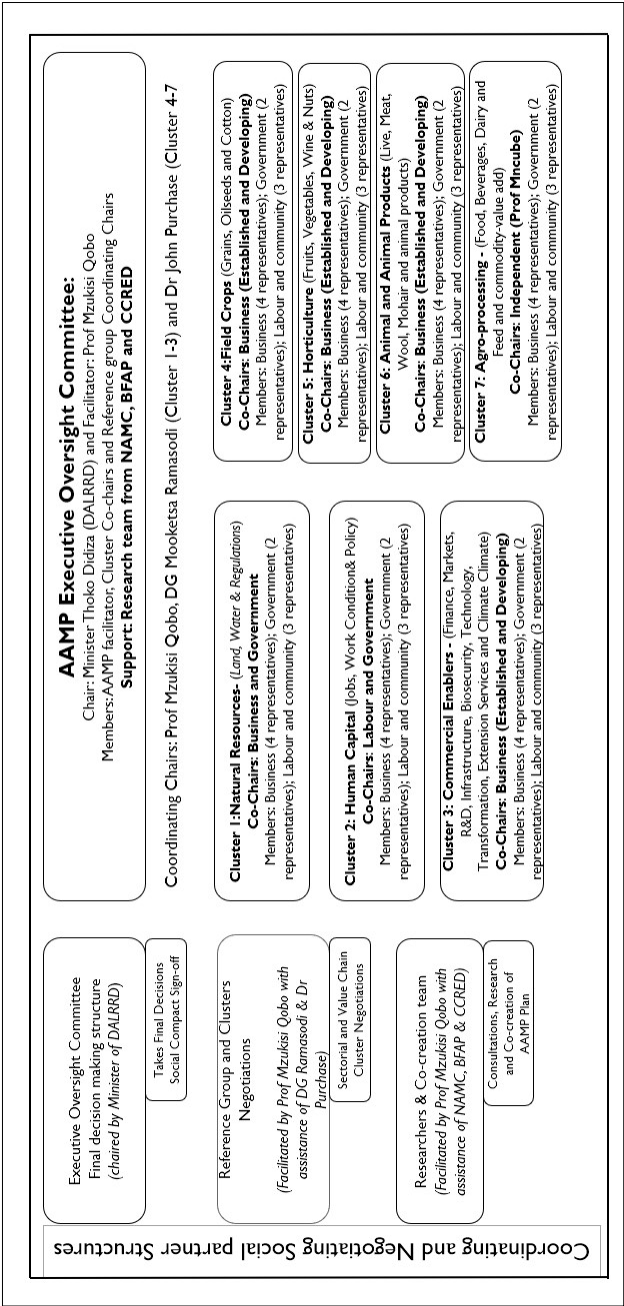 Coordinating and Negotiating Social partner Structures
Executive Oversight Committee
Final decision making structure
(chaired by Minister of DALRRD)
Takes Final Decisions
Social Compact Sign-off
Reference Group and Clusters
Negotiations
(Facilitated by Prof Mzukisi Qobo with
assistance of DG Ramasodi & Dr
Purchase)
Sectorial and Value Chain
Cluster Negotiations
Researchers & Co-creation team
(Facilitated by Prof Mzukisi Qobo with
assistance of NAMC, BFAP & CCRED)
Consultations, Research
and Co-creation of
AAMP Plan
AAMP Executive Oversight Committee:
Chair: Minister Thoko Didiza (DALRRD) and Facilitator: Prof Mzukisi Qobo
Members: AAMP facilitator, Cluster Co-chairs and Reference group Coordinating Chairs
Support: Research team from NAMC, BFAP and CCRED
Coordinating Chairs: Prof Mzukisi Qobo, DG Mooketsa Ramasodi (Cluster 1-3) and Dr John Purchase (Cluster 4-7
Cluster 1:Natural Resources- (Land, Water & Regulations)
Co-Chairs: Business and Government
Members: Business (4 representatives); Government (2
representatives); Labour and community (3 representatives)
Cluster 2: Human Capital (Jobs, Work Condition& Policy)
Co-Chairs: Labour and Government
Members: Business (4 representatives); Government (2
representatives); Labour and community (3 representatives)
Cluster 3: Commercial Enablers - (Finance, Markets,
R&D, Infrastructure, Biosecurity, Technology,
Transformation, Extension Services and Climate Climate)
Co-Chairs: Business (Established and Developing)
Members: Business (4 representatives); Government (2
representatives); Labour and community (3 representatives)
Cluster 4:Field Crops (Grains, Oilseeds and Cotton)
Co-Chairs: Business (Established and Developing)
Members: Business (4 representatives); Government (2
representatives); Labour and community (3 representatives)
Cluster 5: Horticulture (Fruits, Vegetables, Wine & Nuts)
Co-Chairs: Business (Established and Developing)
Members: Business (4 representatives); Government (2
representatives); Labour and community (3 representatives)
Cluster 6: Animal and Animal Products (Live, Meat,
Wool, Mohair and animal products)
Co-Chairs: Business (Established and Developing)
Members: Business (4 representatives); Government (2
representatives); Labour and community (3 representatives)
Cluster 7: Agro-processing - (Food, Beverages, Dairy and
Feed and commodity-value add)
Co-Chairs: Independent (Prof Mncube)
Members: Business (4 representatives); Government (2
representatives); Labour and community (3 representatives)